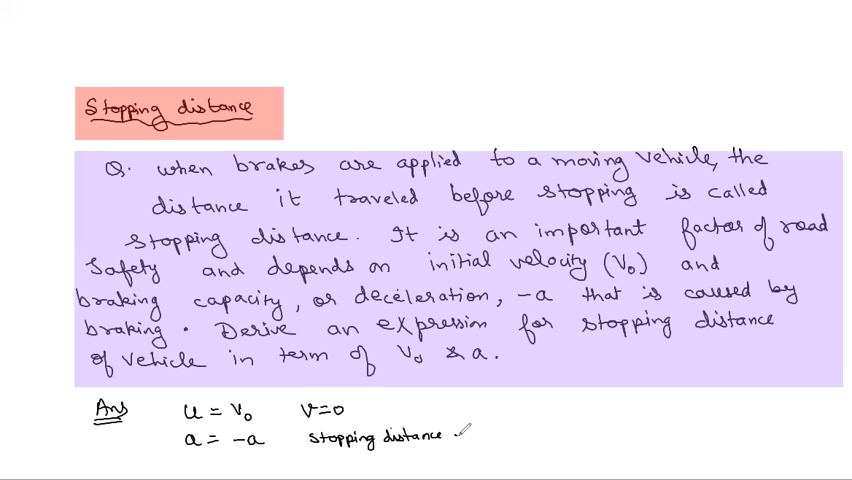 Stopping distance
Q. when brakes are applied to a moving vehicle, the
distance it traveled before stopping is called
stopping distance. It is an important factor of road
Safety and depends on initial velocity (V₀) and
braking capacity, or deceleration, -a that is caused by
braking. Derive an expression for stopping distance
of vehicle in term of V₀ & a.
Ans u = V₀ V=0
a = -a stopping distance